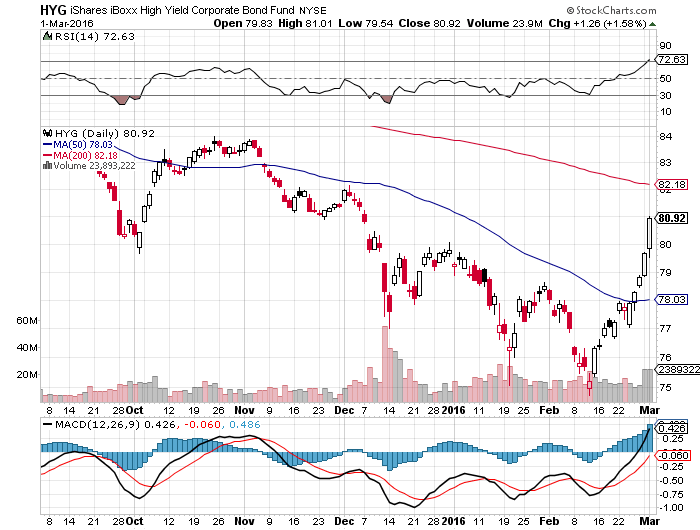 HYG iShares iBoxx High Yield Corporate Bond Fund NYSE © StockCharts.com
1-Mar-2016 Open 79.83 High 81.01 Low 79.54 Close 80.92 Volume 23.9M Chg +1.26 (+1.58%)
RSI(14) 72.63
90
72.63
50
30
10
HYG (Daily) 80.92
MA(50) 78.03
MA(200) 82.18
Volume 23,893,222
84
83
82.18
80.92
80
79
78.03
77
76
75
60M
40M
20M
2389322
8 14 21 28 Oct 12 19 26 Nov 9 16 23 Dec 7 14 21 28 2016 11 19 25 Feb 8 16 22 Mar
MACD(12,26,9) 0.426, -0.060, 0.486
0.426
0.25
-0.060
-0.25
-0.50
-0.75
-1.00
8 14 21 28 Oct 12 19 26 Nov 9 16 23 Dec 7 14 21 28 2016 11 19 25 Feb 8 16 22 Mar